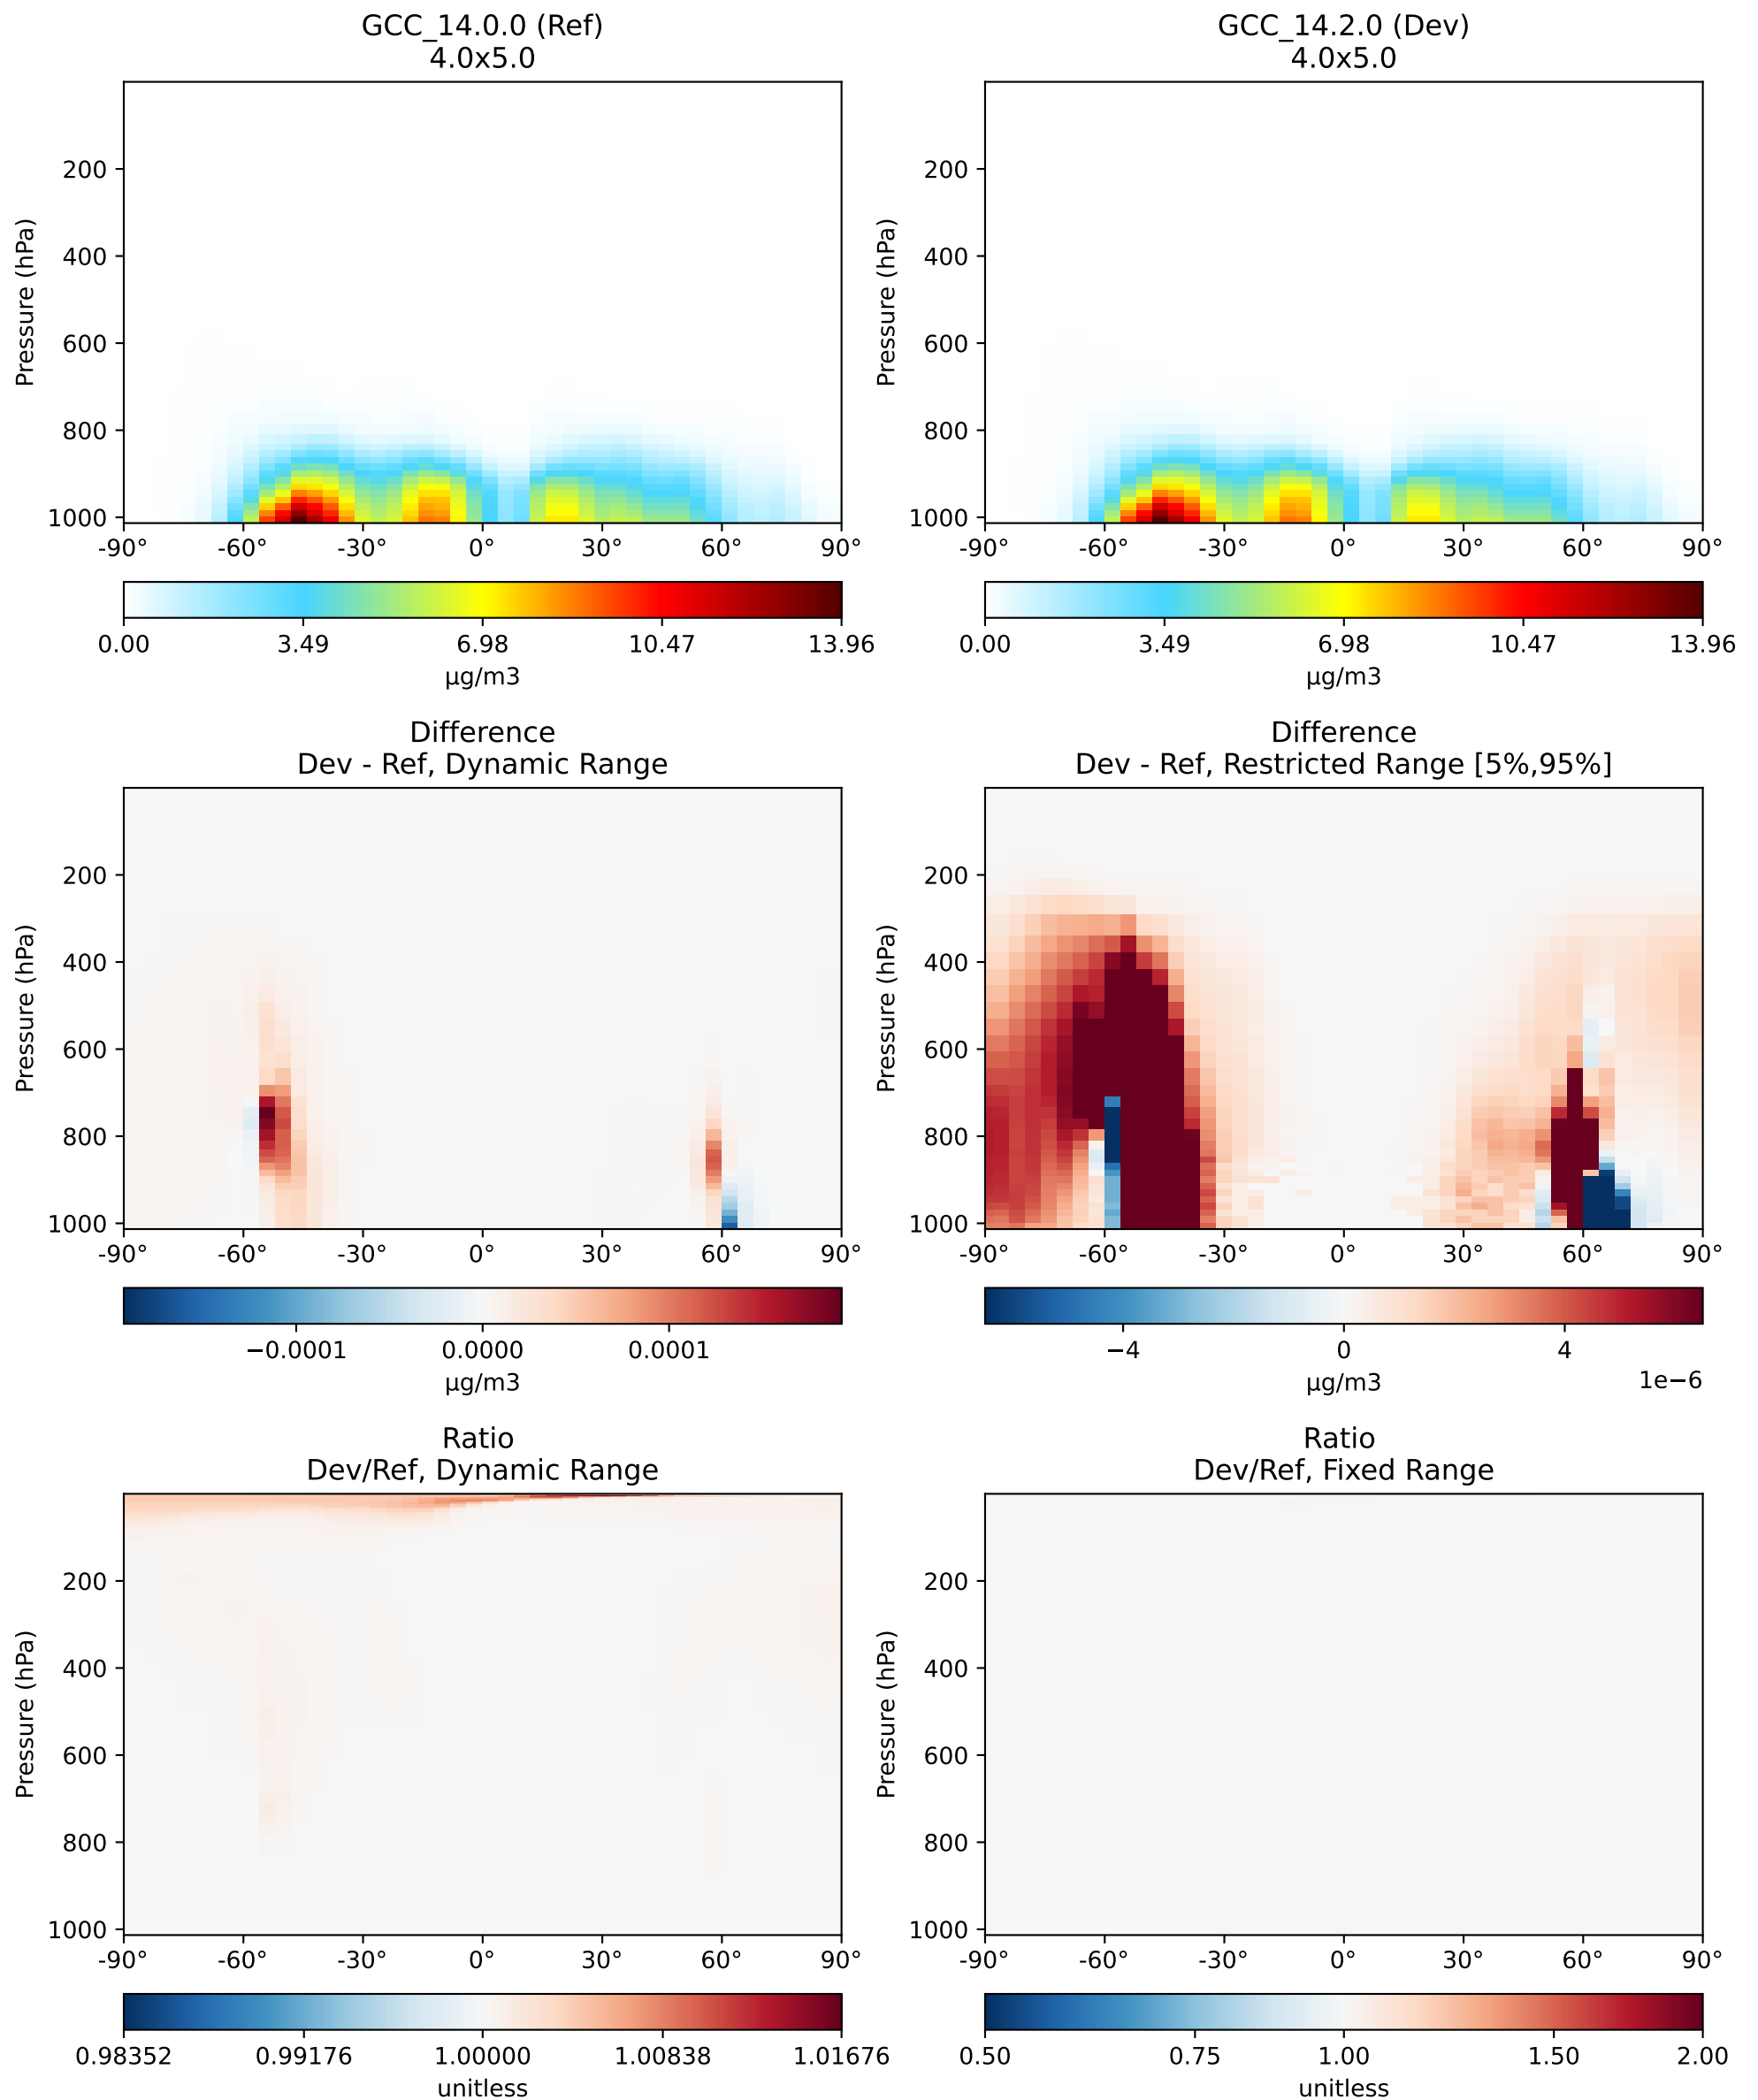 GCC_14.0.0 (Ref)
4.0x5.0
GCC_14.2.0 (Dev)
4.0x5.0
Pressure (hPa)
200
400
600
800
1000
-90° -60° -30° 0° 30° 60° 90°
0.00 3.49 6.98 10.47 13.96
µg/m3
Pressure (hPa)
200
400
600
800
1000
-90° -60° -30° 0° 30° 60° 90°
0.00 3.49 6.98 10.47 13.96
µg/m3
Difference
Dev - Ref, Dynamic Range
Pressure (hPa)
200
400
600
800
1000
-90° -60° -30° 0° 30° 60° 90°
−0.0001 0.0000 0.0001
µg/m3
Difference
Dev - Ref, Restricted Range [5%,95%]
Pressure (hPa)
200
400
600
800
1000
-90° -60° -30° 0° 30° 60° 90°
−4 0 4
1e−6
µg/m3
Ratio
Dev/Ref, Dynamic Range
Pressure (hPa)
200
400
600
800
1000
-90° -60° -30° 0° 30° 60° 90°
0.98352 0.99176 1.00000 1.00838 1.01676
unitless
Ratio
Dev/Ref, Fixed Range
Pressure (hPa)
200
400
600
800
1000
-90° -60° -30° 0° 30° 60° 90°
0.50 0.75 1.00 1.50 2.00
unitless